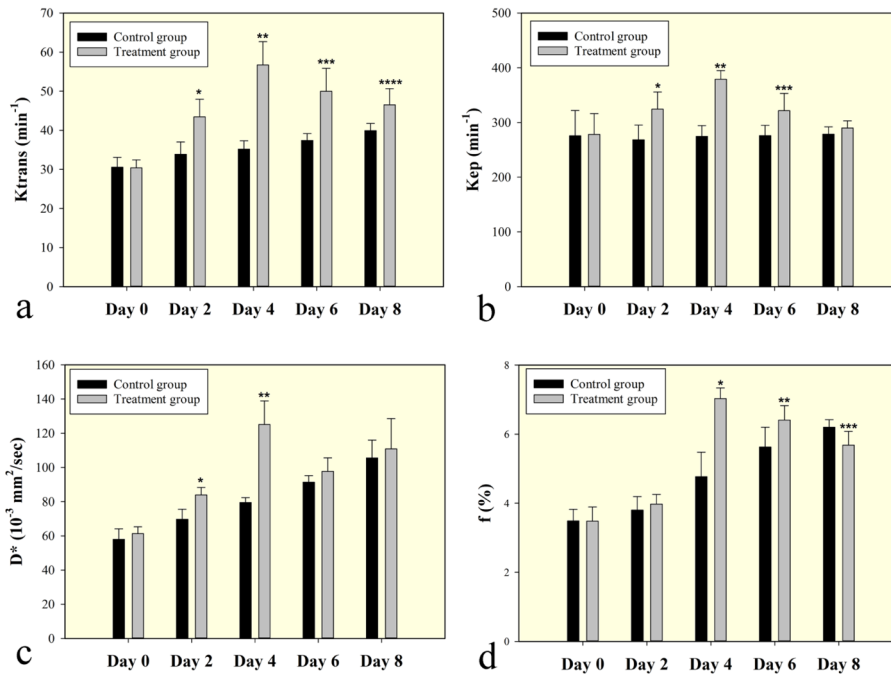 70
60
50
40
30
20
10
0
Ktrans (min⁻¹)
Control group
Treatment group
*
**
***
****
Day 0 Day 2 Day 4 Day 6 Day 8
a
500
400
300
200
100
0
Kep (min⁻¹)
Control group
Treatment group
*
**
***
Day 0 Day 2 Day 4 Day 6 Day 8
b
160
140
120
100
80
60
40
20
0
D* (10⁻³ mm²/sec)
Control group
Treatment group
*
**
Day 0 Day 2 Day 4 Day 6 Day 8
c
8
6
4
2
0
f (%)
Control group
Treatment group
*
**
***
Day 0 Day 2 Day 4 Day 6 Day 8
d